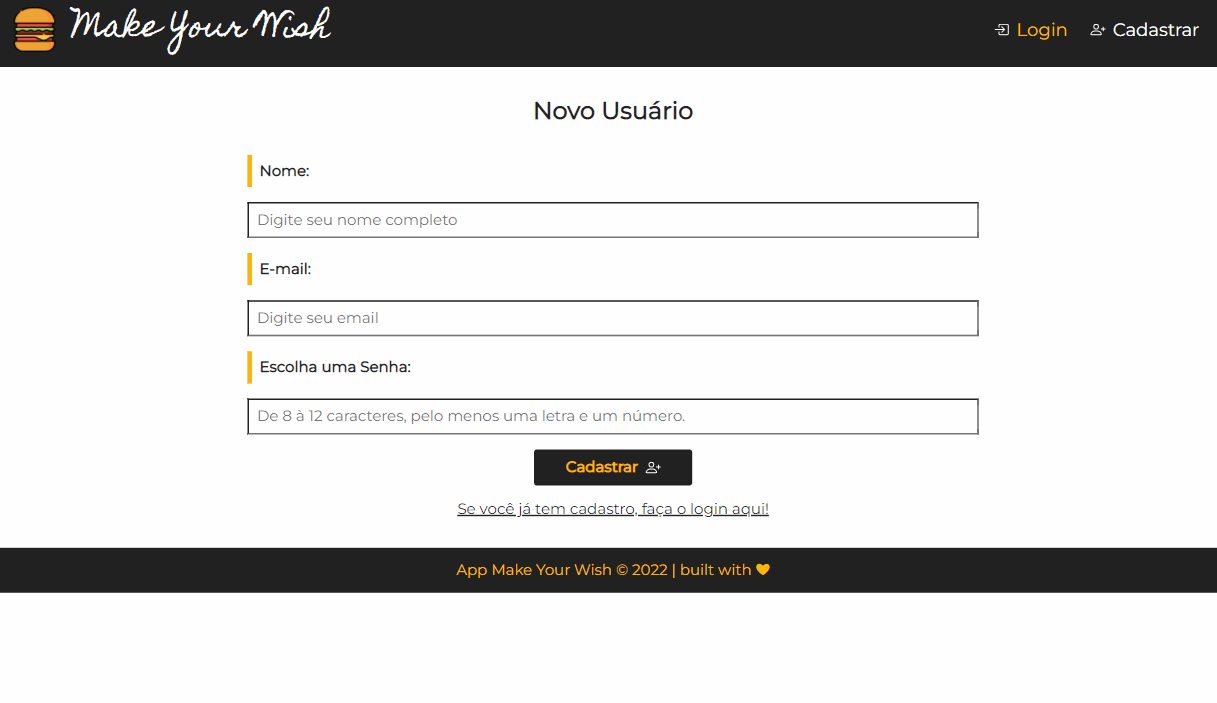 Make Your Wish
Login
Cadastrar
Novo Usuário
Nome:
Digite seu nome completo
E-mail:
Digite seu email
Escolha uma Senha:
De 8 à 12 caracteres, pelo menos uma letra e um número.
Cadastrar
Se você já tem cadastro, faça o login aqui!
App Make Your Wish © 2022 | built with